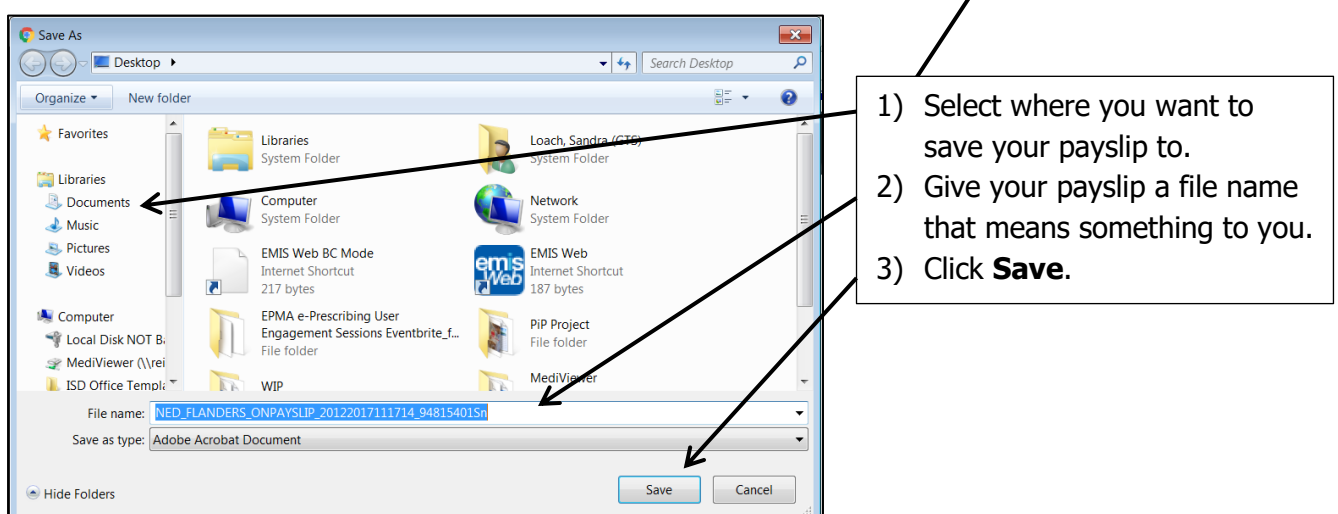 Save As
Desktop
Search Desktop
Organize
New folder
Favorites
Libraries
Documents
Music
Pictures
Videos
Computer
Local Disk NOT B
MediViewer (\\rei
ISD Office Templ
Libraries
System Folder
Loach, Sandra (GTS)
System Folder
Computer
System Folder
Network
System Folder
EMIS Web BC Mode
Internet Shortcut
217 bytes
emis
Web
EMIS Web
Internet Shortcut
187 bytes
EPMA e-Prescribing User
Engagement Sessions Eventbrite_f...
File folder
PiP Project
File folder
WIP
MediViewer
File name: NED_FLANDERS_ONPAYSLIP_20122017111714_94815401Sn
Save as type: Adobe Acrobat Document
Hide Folders
Save
Cancel
1) Select where you want to
save your payslip to.
2) Give your payslip a file name
that means something to you.
3) Click Save.